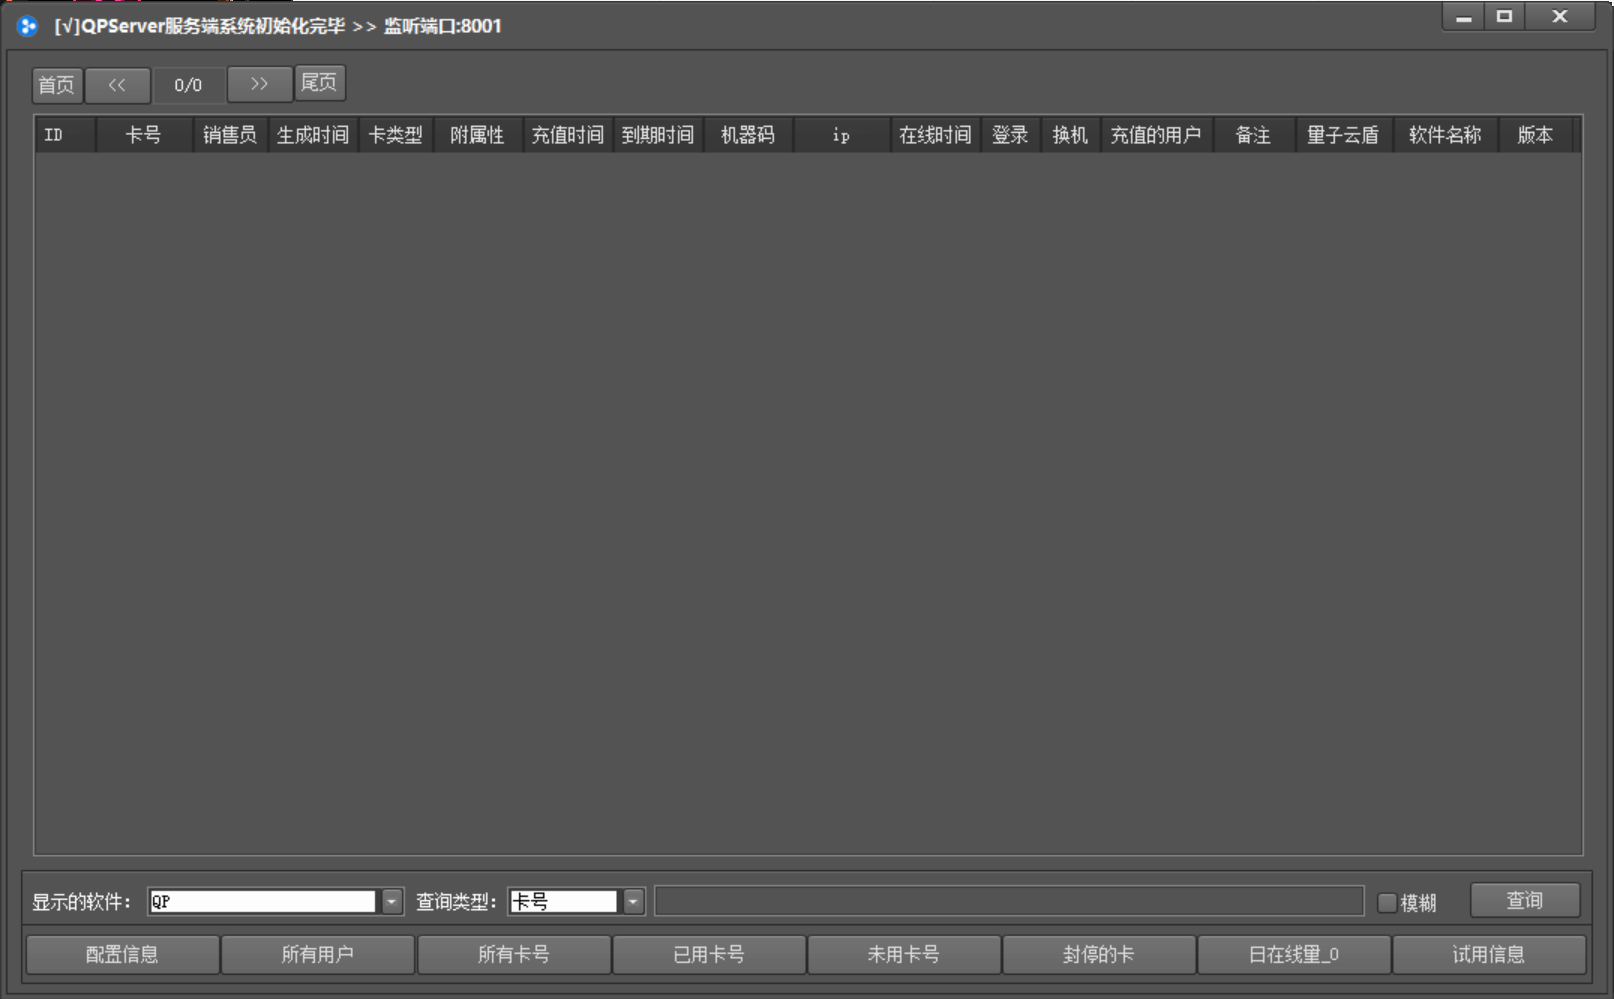 [√]QPServer服务端系统初始化完毕 >> 监听端口:8001
首页 << 0/0 >> 尾页
ID 卡号 销售员 生成时间 卡类型 附属性 充值时间 到期时间 机器码 ip 在线时间 登录 换机 充值的用户 备注 量子云盾 软件名称 版本
显示的软件： QP 查询类型： 卡号 模糊 查询
配置信息 所有用户 所有卡号 已用卡号 未用卡号 封停的卡 日在线量_0 试用信息